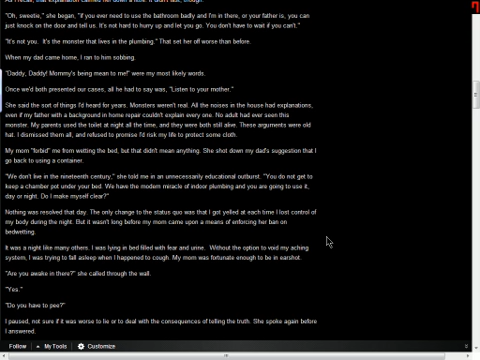 "Oh, sweetie," she began, "if you ever need to use the bathroom badly and I'm in there, or your father is, you can
just knock on the door and tell us. It's not hard to hurry up and let you go. You don't have to wait if you can't."
"It's not you.  It's the monster that lives in the plumbing." That set her off worse than before.
When my dad came home, I ran to him sobbing.
"Daddy, Daddy! Mommy's being mean to me!" were my most likely words.
Once we'd both presented our cases, all he had to say was, "Listen to your mother."
She said the sort of things I'd heard for years. Monsters weren't real. All the noises in the house had explanations,
even if my father with a background in home repair couldn't explain every one. No adult had ever seen this
monster. My parents used the toilet at night all the time, and they were both still alive. These arguments were old
hat. I dismissed them all, and refused to promise I'd risk my life to protect some cloth.
My mom "forbid" me from wetting the bed, but that didn't mean anything. She shot down my dad's suggestion that I
go back to using a container.
"We don't live in the nineteenth century," she told me in an unnecessarily educational outburst. "You do not get to
keep a chamber pot under your bed. We have the modern miracle of indoor plumbing and you are going to use it,
day or night. Do I make myself clear?"
Nothing was resolved that day. The only change to the status quo was that I got yelled at each time I lost control of
my body during the night. But it wasn't long before my mom came upon a means of enforcing her ban on
bedwetting.
It was a night like many others. I was lying in bed filled with fear and urine.  Without the option to void my aching
system, I was trying to fall asleep when I happened to cough. My mom was fortunate enough to be in earshot.
"Are you awake in there?" she called through the wall.
"Yes."
"Do you have to pee?"
I paused, not sure if it was worse to lie or to deal with the consequences of telling the truth. She spoke again before
I answered.
Follow My Tools Customize